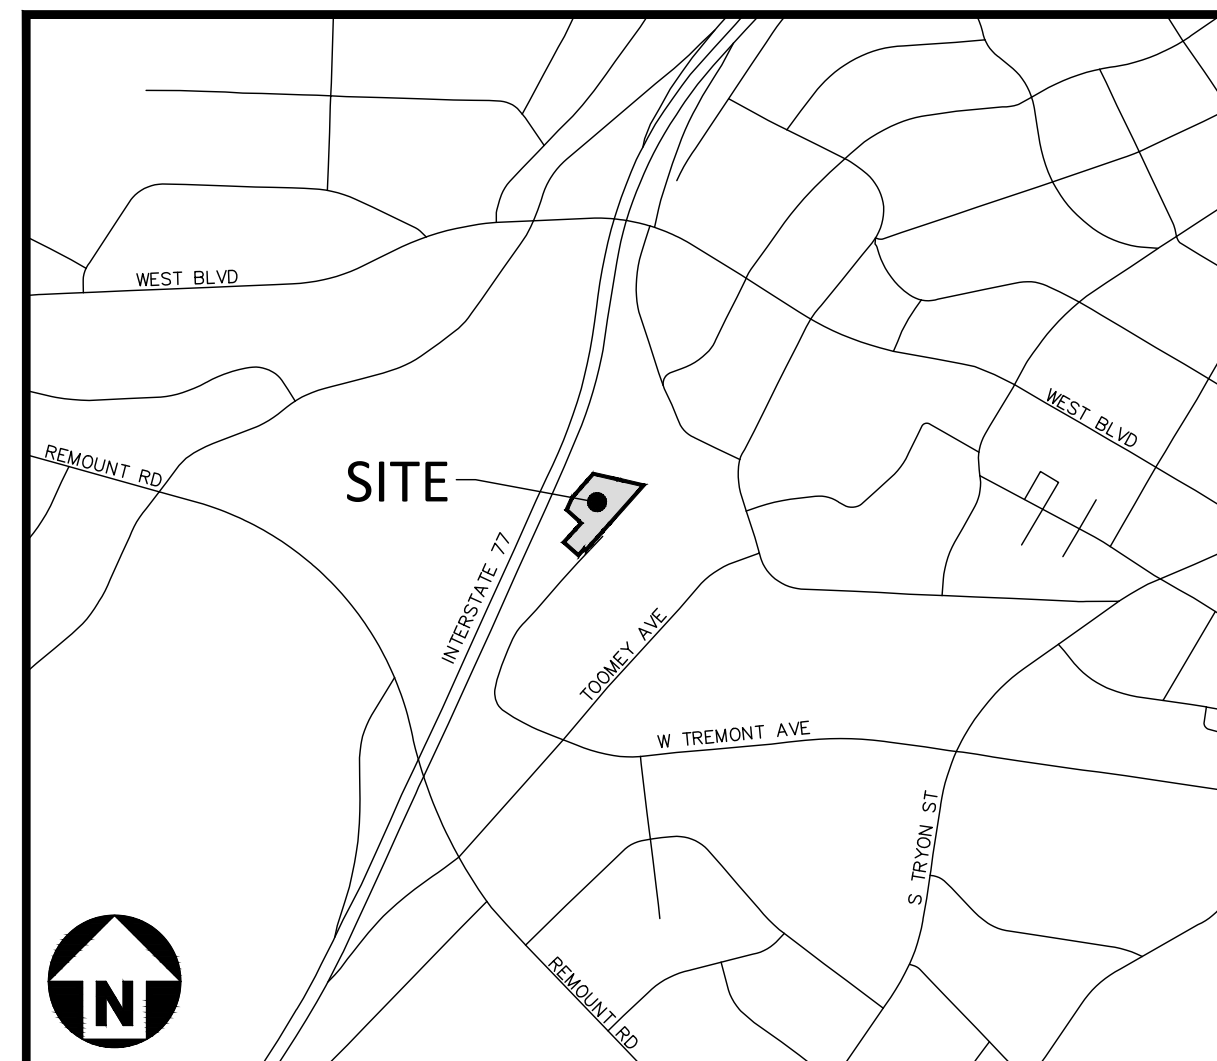 WEST BLVD
WEST BLVD
REMOUNT RD
SITE
INTERSTATE 77
TOOMEY AVE
W TREMONT AVE
S TRYON ST
N
REMOUNT RD